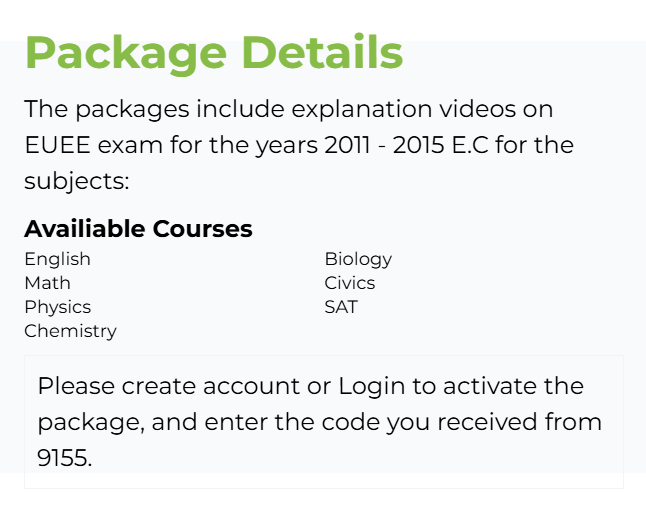 Package Details
The packages include explanation videos on
EUEE exam for the years 2011 - 2015 E.C for the
subjects:
Availiable Courses
English
Math
Physics
Chemistry
Biology
Civics
SAT
Please create account or Login to activate the
package, and enter the code you received from
9155.